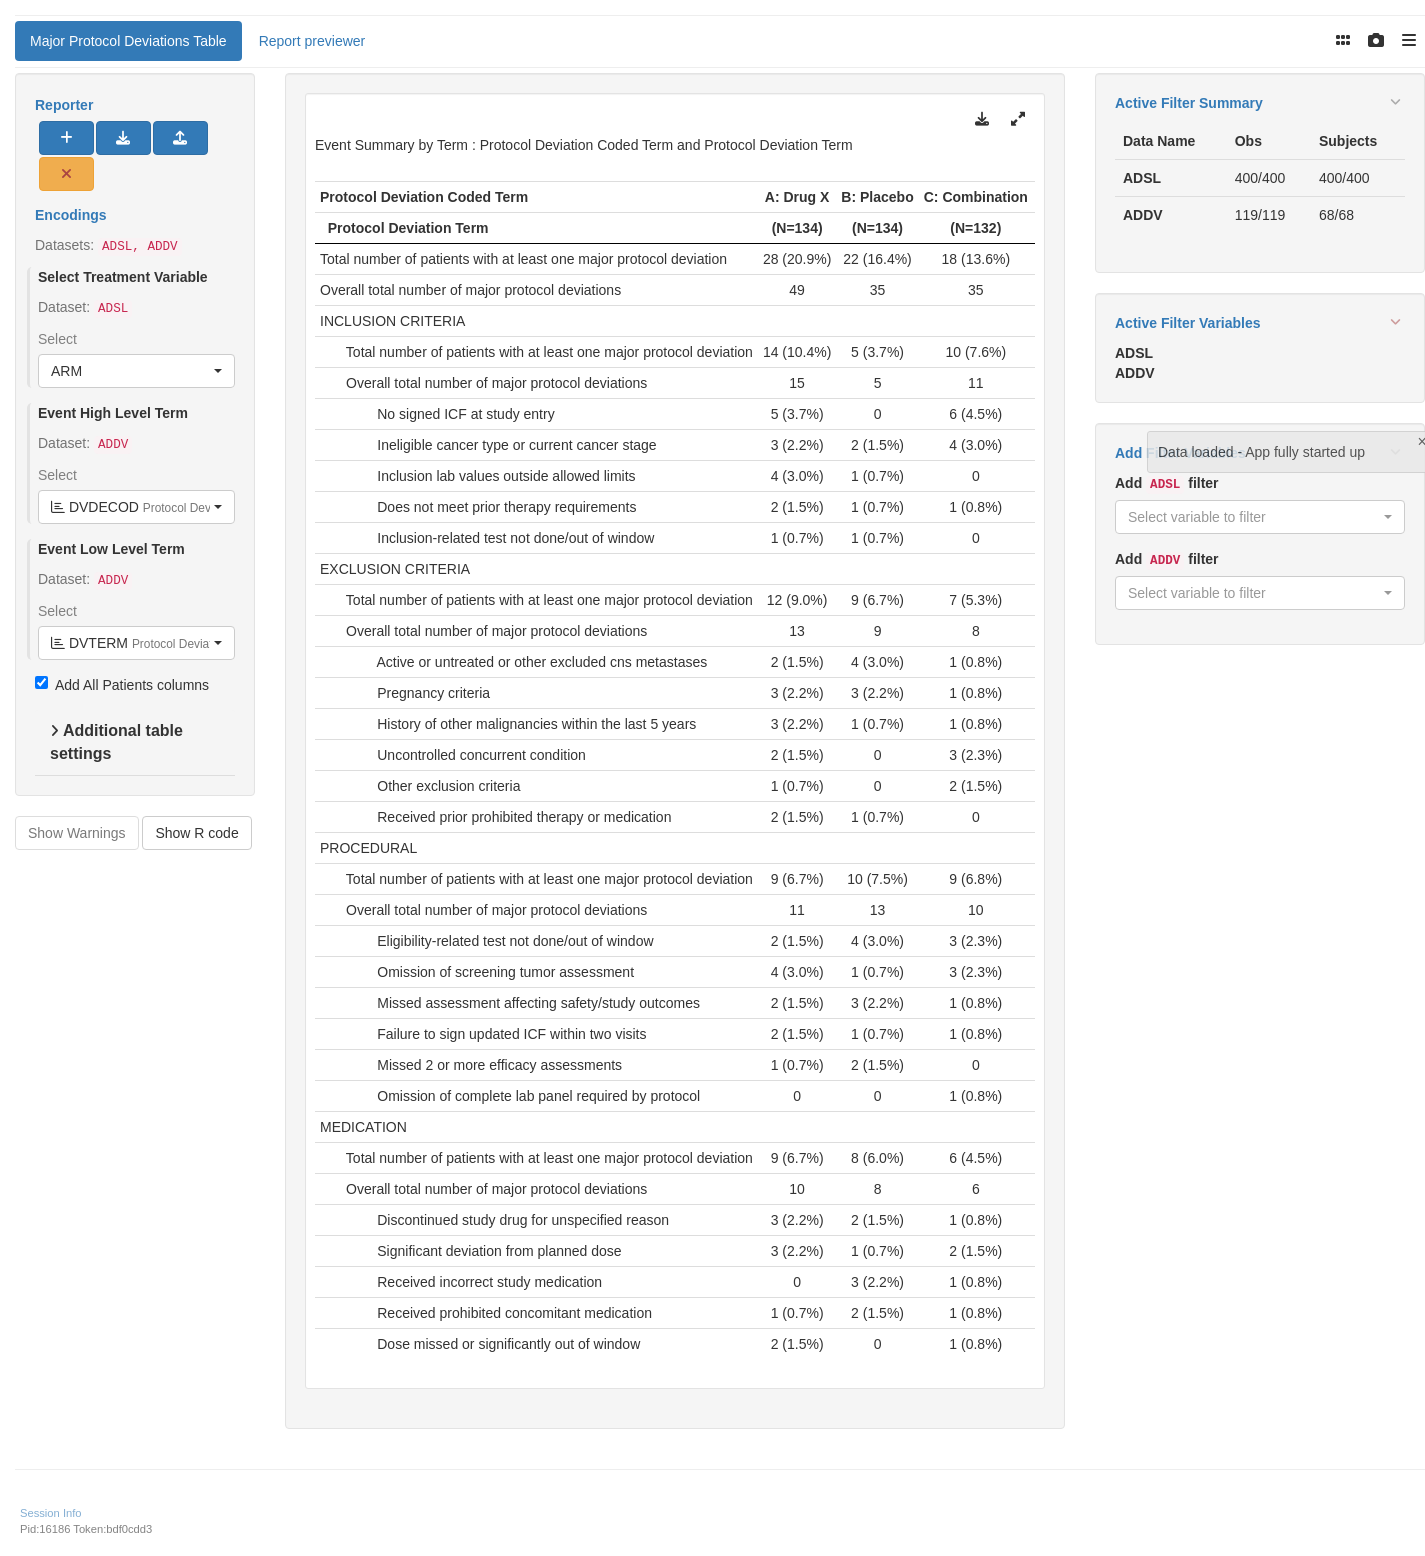 Major Protocol Deviations Table Report previewer
Reporter
Encodings
Datasets: ADSL, ADDV
Select Treatment Variable
Dataset: ADSL
Select
ARM
Event High Level Term
Dataset: ADDV
Select
DVDECOD Protocol Dev
Event Low Level Term
Dataset: ADDV
Select
DVTERM Protocol Devia
Add All Patients columns
Additional table
settings
Show Warnings Show R code
Event Summary by Term : Protocol Deviation Coded Term and Protocol Deviation Term
Protocol Deviation Coded Term A: Drug X B: Placebo C: Combination
Protocol Deviation Term (N=134) (N=134) (N=132)
Total number of patients with at least one major protocol deviation 28 (20.9%) 22 (16.4%) 18 (13.6%)
Overall total number of major protocol deviations 49 35 35
INCLUSION CRITERIA
Total number of patients with at least one major protocol deviation 14 (10.4%) 5 (3.7%) 10 (7.6%)
Overall total number of major protocol deviations 15 5 11
No signed ICF at study entry 5 (3.7%) 0 6 (4.5%)
Ineligible cancer type or current cancer stage 3 (2.2%) 2 (1.5%) 4 (3.0%)
Inclusion lab values outside allowed limits 4 (3.0%) 1 (0.7%) 0
Does not meet prior therapy requirements 2 (1.5%) 1 (0.7%) 1 (0.8%)
Inclusion-related test not done/out of window 1 (0.7%) 1 (0.7%) 0
EXCLUSION CRITERIA
Total number of patients with at least one major protocol deviation 12 (9.0%) 9 (6.7%) 7 (5.3%)
Overall total number of major protocol deviations 13 9 8
Active or untreated or other excluded cns metastases 2 (1.5%) 4 (3.0%) 1 (0.8%)
Pregnancy criteria 3 (2.2%) 3 (2.2%) 1 (0.8%)
History of other malignancies within the last 5 years 3 (2.2%) 1 (0.7%) 1 (0.8%)
Uncontrolled concurrent condition 2 (1.5%) 0 3 (2.3%)
Other exclusion criteria 1 (0.7%) 0 2 (1.5%)
Received prior prohibited therapy or medication 2 (1.5%) 1 (0.7%) 0
PROCEDURAL
Total number of patients with at least one major protocol deviation 9 (6.7%) 10 (7.5%) 9 (6.8%)
Overall total number of major protocol deviations 11 13 10
Eligibility-related test not done/out of window 2 (1.5%) 4 (3.0%) 3 (2.3%)
Omission of screening tumor assessment 4 (3.0%) 1 (0.7%) 3 (2.3%)
Missed assessment affecting safety/study outcomes 2 (1.5%) 3 (2.2%) 1 (0.8%)
Failure to sign updated ICF within two visits 2 (1.5%) 1 (0.7%) 1 (0.8%)
Missed 2 or more efficacy assessments 1 (0.7%) 2 (1.5%) 0
Omission of complete lab panel required by protocol 0 0 1 (0.8%)
MEDICATION
Total number of patients with at least one major protocol deviation 9 (6.7%) 8 (6.0%) 6 (4.5%)
Overall total number of major protocol deviations 10 8 6
Discontinued study drug for unspecified reason 3 (2.2%) 2 (1.5%) 1 (0.8%)
Significant deviation from planned dose 3 (2.2%) 1 (0.7%) 2 (1.5%)
Received incorrect study medication 0 3 (2.2%) 1 (0.8%)
Received prohibited concomitant medication 1 (0.7%) 2 (1.5%) 1 (0.8%)
Dose missed or significantly out of window 2 (1.5%) 0 1 (0.8%)
Active Filter Summary
Data Name Obs Subjects
ADSL 400/400 400/400
ADDV 119/119 68/68
Active Filter Variables
ADSL
ADDV
Add
Data loaded - App fully started up
Add ADSL filter
Select variable to filter
Add ADDV filter
Select variable to filter
Session Info
Pid:16186 Token:bdf0cdd3